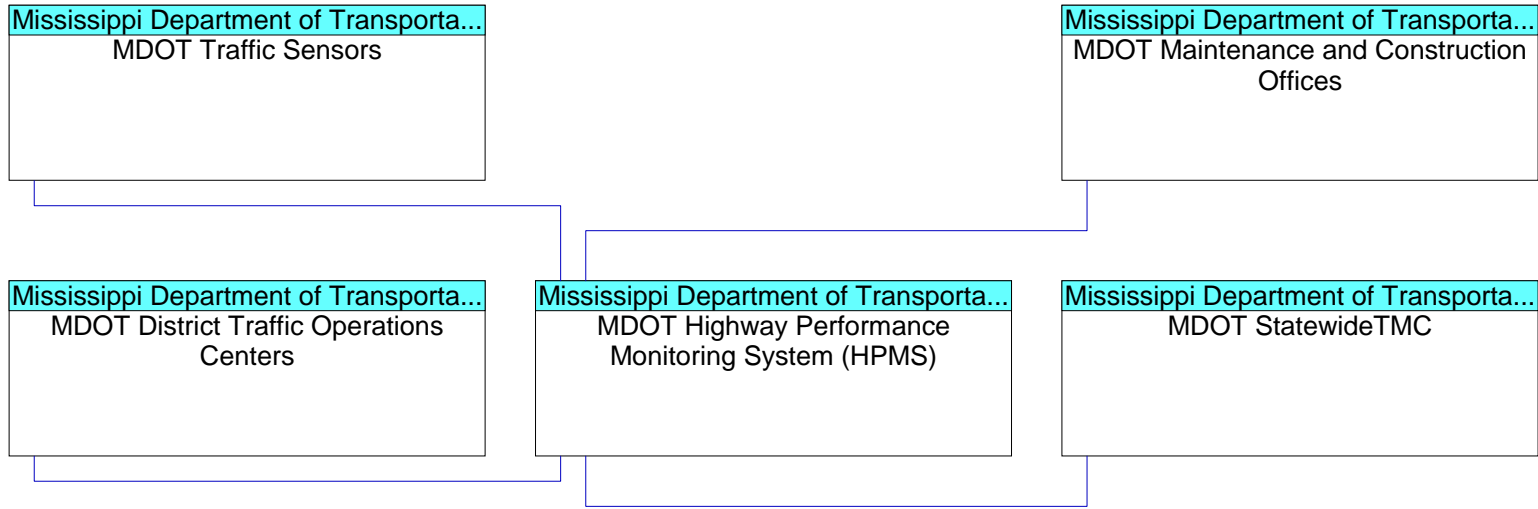 Mississippi Department of Transporta...
MDOT Traffic Sensors
Mississippi Department of Transporta...
MDOT Maintenance and Construction
Offices
Mississippi Department of Transporta...
MDOT District Traffic Operations
Centers
Mississippi Department of Transporta...
MDOT Highway Performance
Monitoring System (HPMS)
Mississippi Department of Transporta...
MDOT StatewideTMC